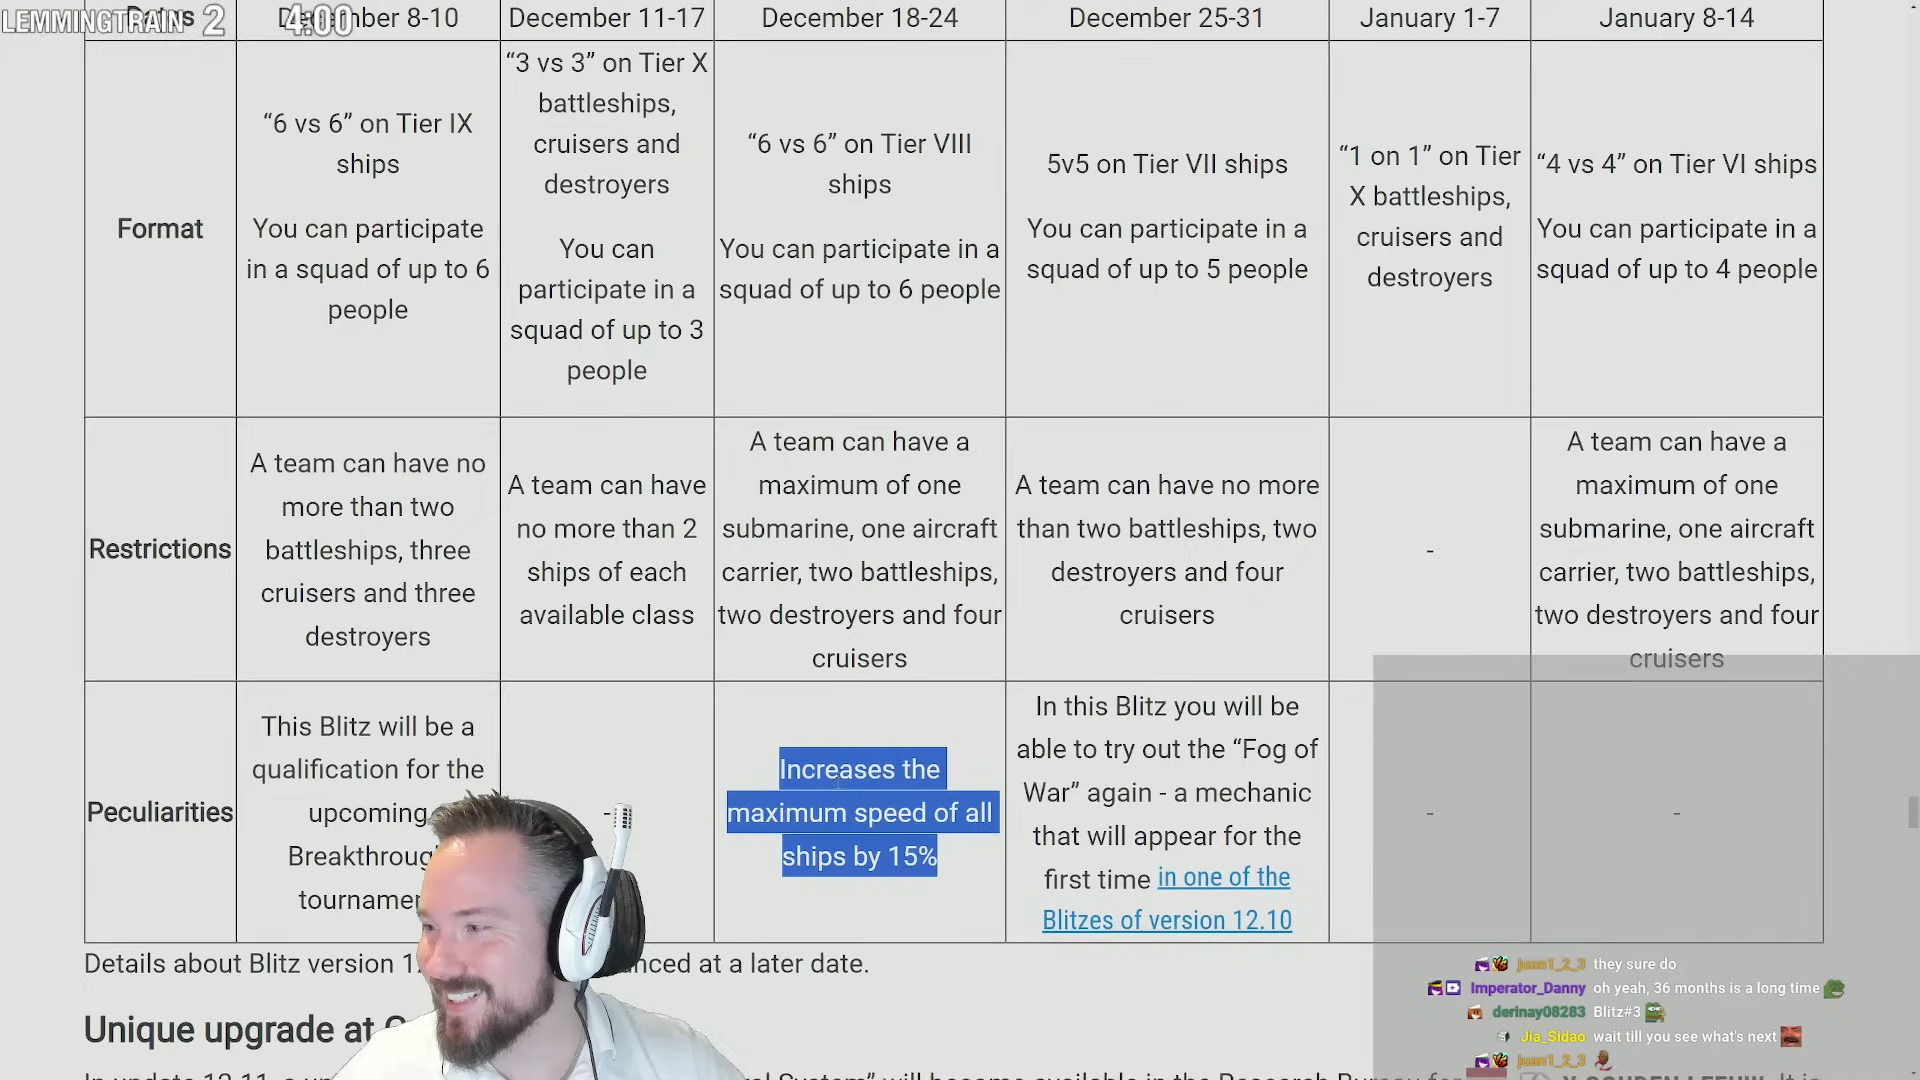 LEMMINGTRAIN 2 4:00
Dates
December 8-10
December 11-17
December 18-24
December 25-31
January 1-7
January 8-14
Format
“6 vs 6” on Tier IX
ships
You can participate
in a squad of up to 6
people
“3 vs 3” on Tier X
battleships,
cruisers and
destroyers
You can
participate in a
squad of up to 3
people
“6 vs 6” on Tier VIII
ships
You can participate in a
squad of up to 6 people
5v5 on Tier VII ships
You can participate in a
squad of up to 5 people
“1 on 1” on Tier
X battleships,
cruisers and
destroyers
“4 vs 4” on Tier VI ships
You can participate in a
squad of up to 4 people
Restrictions
A team can have no
more than two
battleships, three
cruisers and three
destroyers
A team can have
no more than 2
ships of each
available class
A team can have a
maximum of one
submarine, one aircraft
carrier, two battleships,
two destroyers and four
cruisers
A team can have no more
than two battleships, two
destroyers and four
cruisers
-
A team can have a
maximum of one
submarine, one aircraft
carrier, two battleships,
two destroyers and four
cruisers
Peculiarities
This Blitz will be a
qualification for the
upcoming
-
Increases the
maximum speed of all
ships by 15%
In this Blitz you will be
able to try out the “Fog of
War” again - a mechanic
that will appear for the
first time in one of the
Blitzes of version 12.10
-
-
Details about Blitz version at a later date.
Unique upgrade at
juan1_2_3 they sure do
Imperator_Danny oh yeah, 36 months is a long time
derinay08283 Blitz#3
Jia_Sidao wait till you see what's next
juan1_2_3